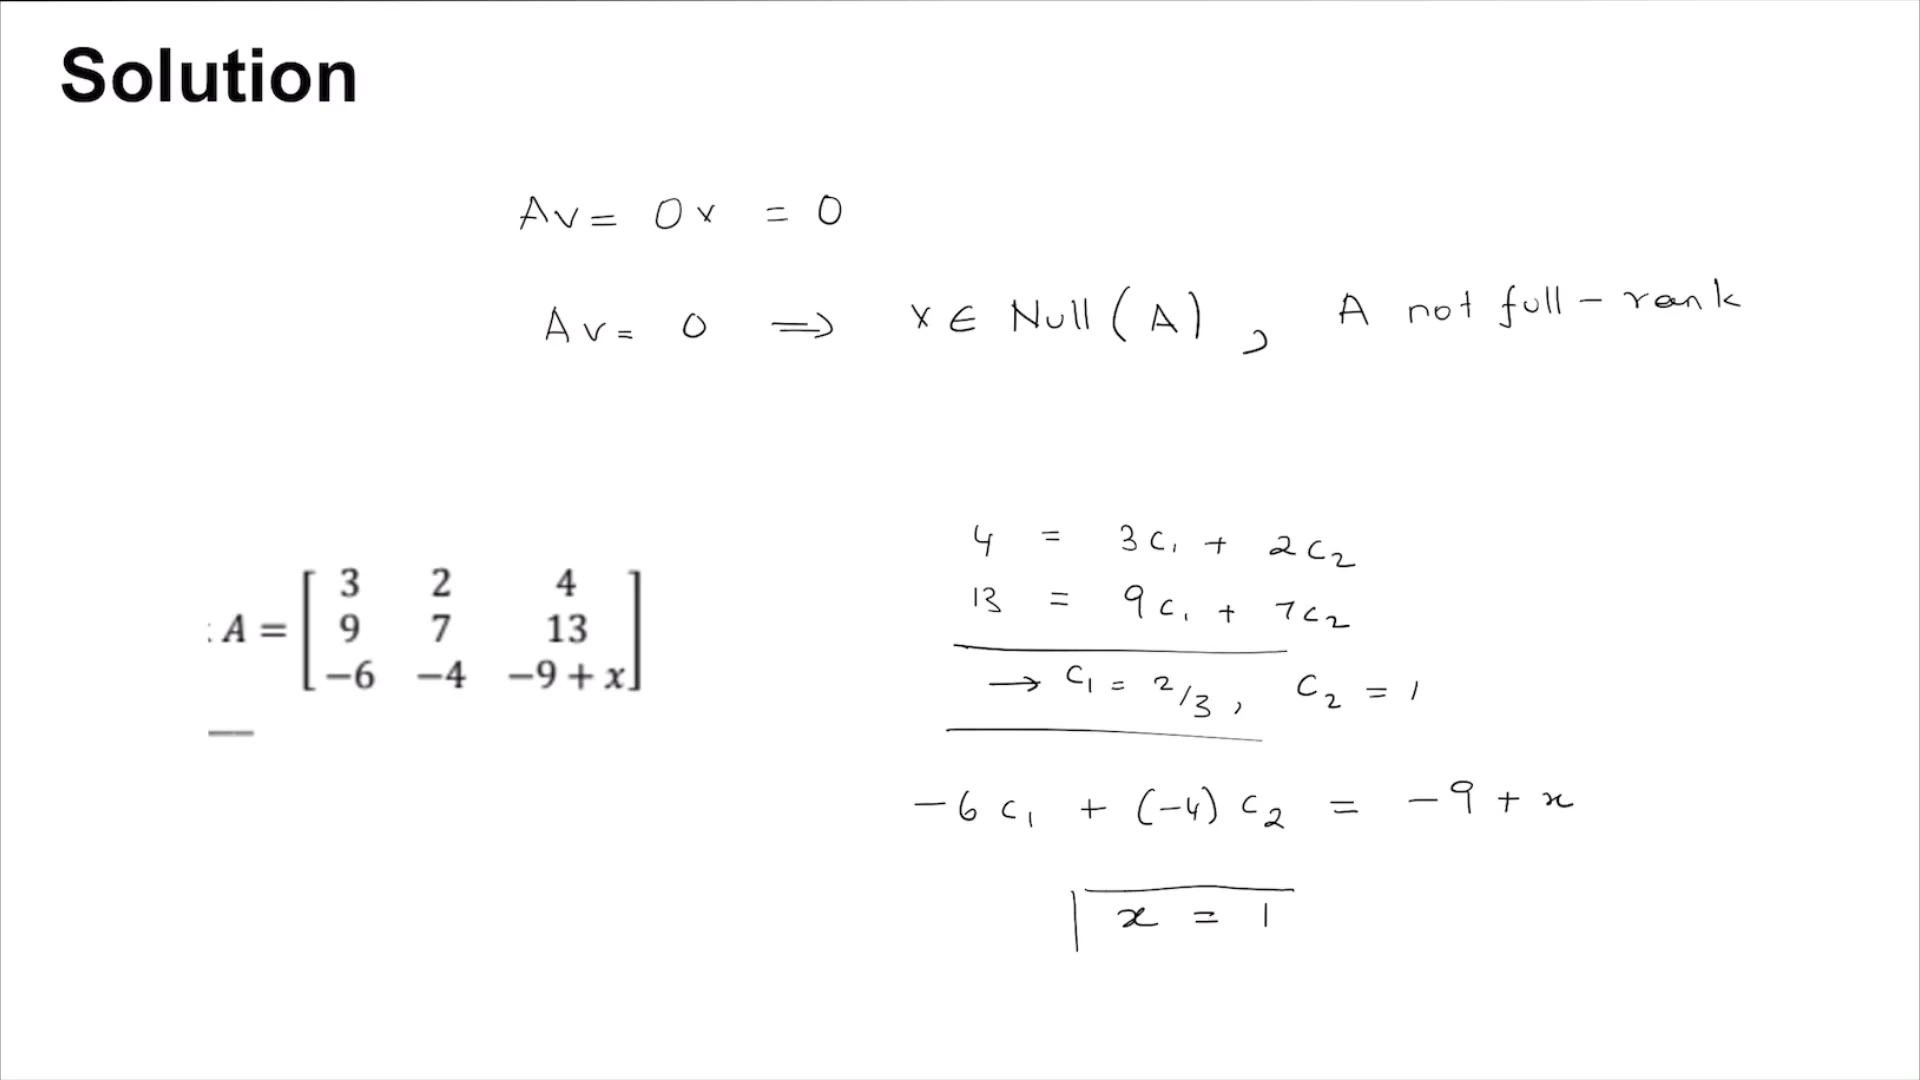 Solution
Av = 0x = 0
Av = 0 ⇒ x ∈ Null(A), A not full-rank
: A = [3 2 4
9 7 13
−6 −4 −9 + x]
4 = 3c₁ + 2c₂
13 = 9c₁ + 7c₂
→ c₁ = 2/3, c₂ = 1
−6c₁ + (−4)c₂ = −9 + x
x = 1